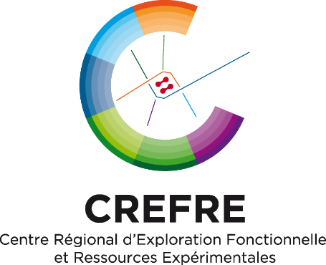 CREFRE
Centre Régional d'Exploration Fonctionnelle
et Ressources Expérimentales